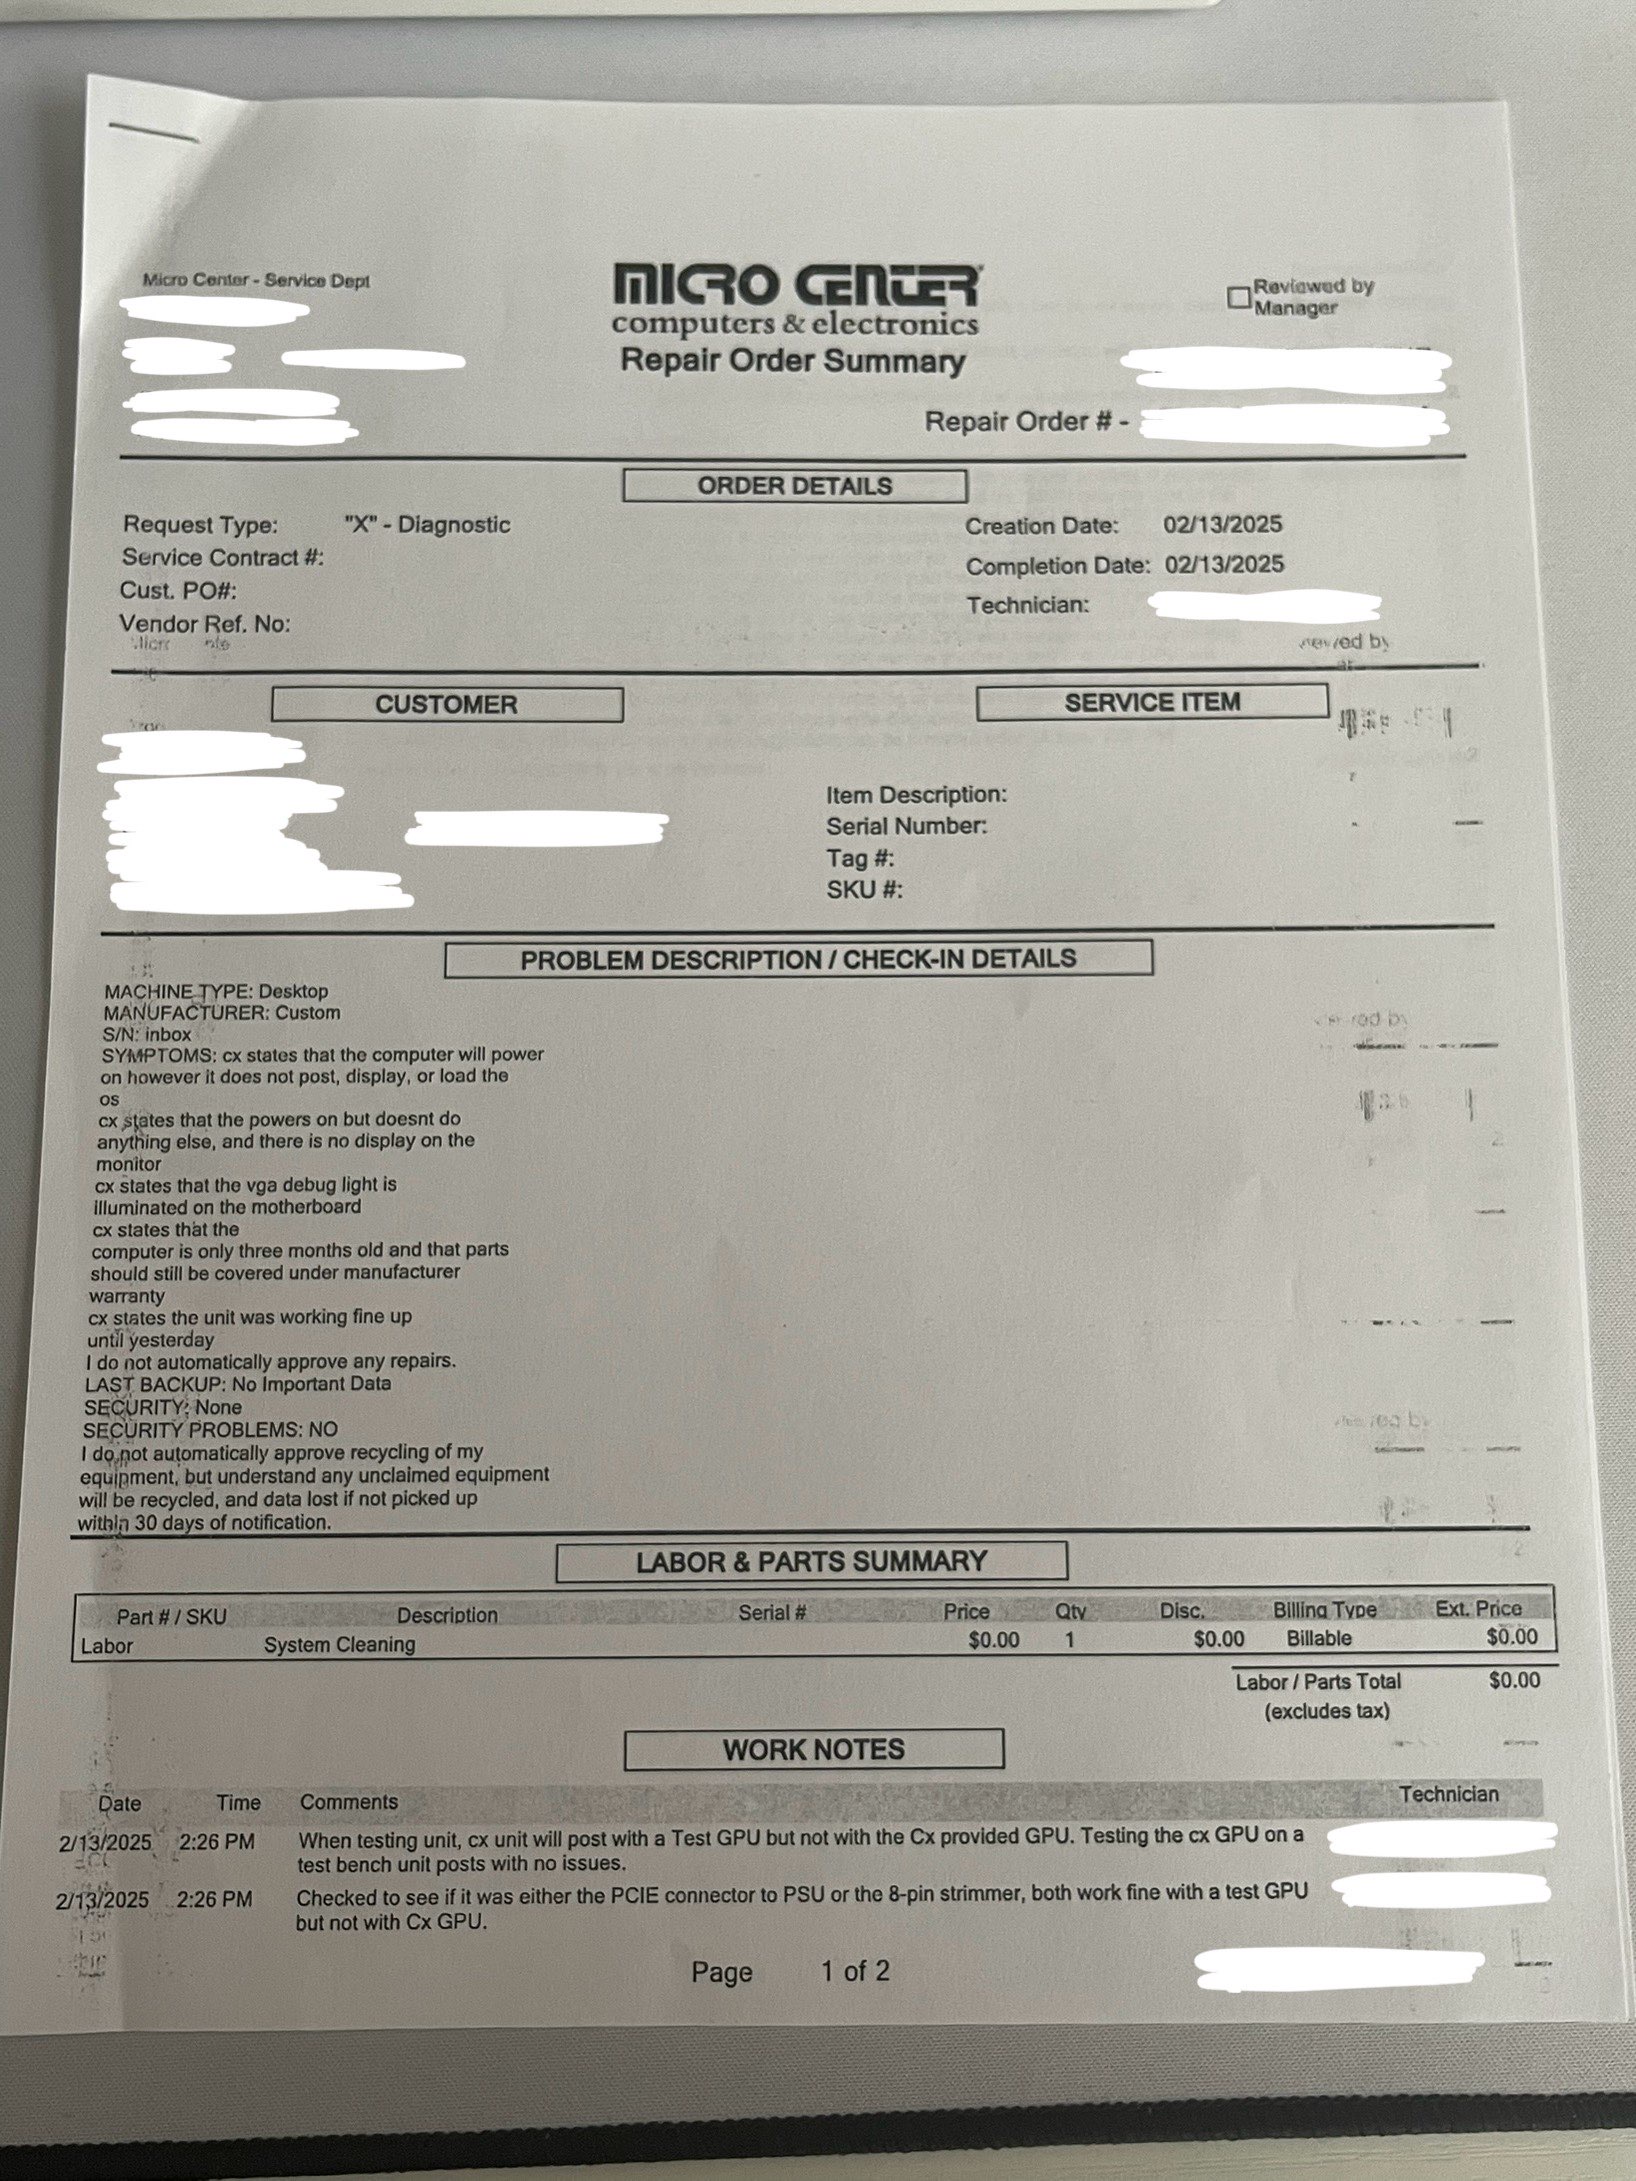 Micro Center - Service Dept
MICRO CENTER
computers & electronics
Repair Order Summary
Reviewed by
Manager
Repair Order # -
ORDER DETAILS
Request Type: "X" - Diagnostic
Service Contract #:
Cust. PO#:
Vendor Ref. No:
Creation Date: 02/13/2025
Completion Date: 02/13/2025
Technician:
CUSTOMER
SERVICE ITEM
Item Description:
Serial Number:
Tag #:
SKU #:
PROBLEM DESCRIPTION / CHECK-IN DETAILS
MACHINE TYPE: Desktop
MANUFACTURER: Custom
S/N: inbox
SYMPTOMS: cx states that the computer will power
on however it does not post, display, or load the
os
cx states that the powers on but doesnt do
anything else, and there is no display on the
monitor
cx states that the vga debug light is
illuminated on the motherboard
cx states that the
computer is only three months old and that parts
should still be covered under manufacturer
warranty
cx states the unit was working fine up
until yesterday
I do not automatically approve any repairs.
LAST BACKUP: No Important Data
SECURITY: None
SECURITY PROBLEMS: NO
I do not automatically approve recycling of my
equipment, but understand any unclaimed equipment
will be recycled, and data lost if not picked up
within 30 days of notification.
LABOR & PARTS SUMMARY
Part # / SKU Description Serial # Price Qty Disc. Billing Type Ext. Price
Labor System Cleaning $0.00 1 $0.00 Billable $0.00
Labor / Parts Total $0.00
(excludes tax)
WORK NOTES
Date Time Comments Technician
2/13/2025 2:26 PM When testing unit, cx unit will post with a Test GPU but not with the Cx provided GPU. Testing the cx GPU on a
test bench unit posts with no issues.
2/13/2025 2:26 PM Checked to see if it was either the PCIE connector to PSU or the 8-pin strimmer, both work fine with a test GPU
but not with Cx GPU.
Page 1 of 2